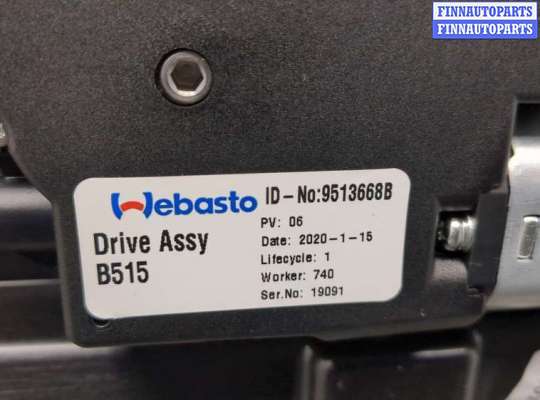 FINNAUTOPARTS
FINNAUTOPARTS
Webasto
ID-No:9513668B
Drive Assy
B515
PV: 06
Date: 2020-1-15
Lifecycle: 1
Worker: 740
Ser.No: 19091